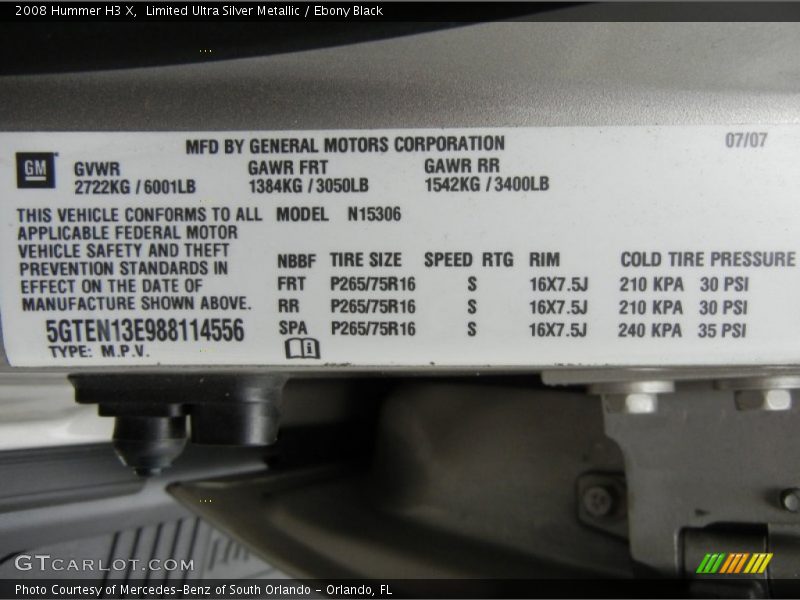 2008 Hummer H3 X,  Limited Ultra Silver Metallic / Ebony Black
MFD BY GENERAL MOTORS CORPORATION 07/07
GM
GVWR GAWR FRT GAWR RR
2722KG / 6001LB 1384KG / 3050LB 1542KG / 3400LB
THIS VEHICLE CONFORMS TO ALL
APPLICABLE FEDERAL MOTOR
VEHICLE SAFETY AND THEFT
PREVENTION STANDARDS IN
EFFECT ON THE DATE OF
MANUFACTURE SHOWN ABOVE.
5GTEN13E988114556
TYPE: M.P.V.
MODEL N15306
NBBF TIRE SIZE SPEED RTG RIM COLD TIRE PRESSURE
FRT P265/75R16 S 16X7.5J 210 KPA 30 PSI
RR P265/75R16 S 16X7.5J 210 KPA 30 PSI
SPA P265/75R16 S 16X7.5J 240 KPA 35 PSI
GTCARLOT.COM
Photo Courtesy of Mercedes-Benz of South Orlando - Orlando, FL